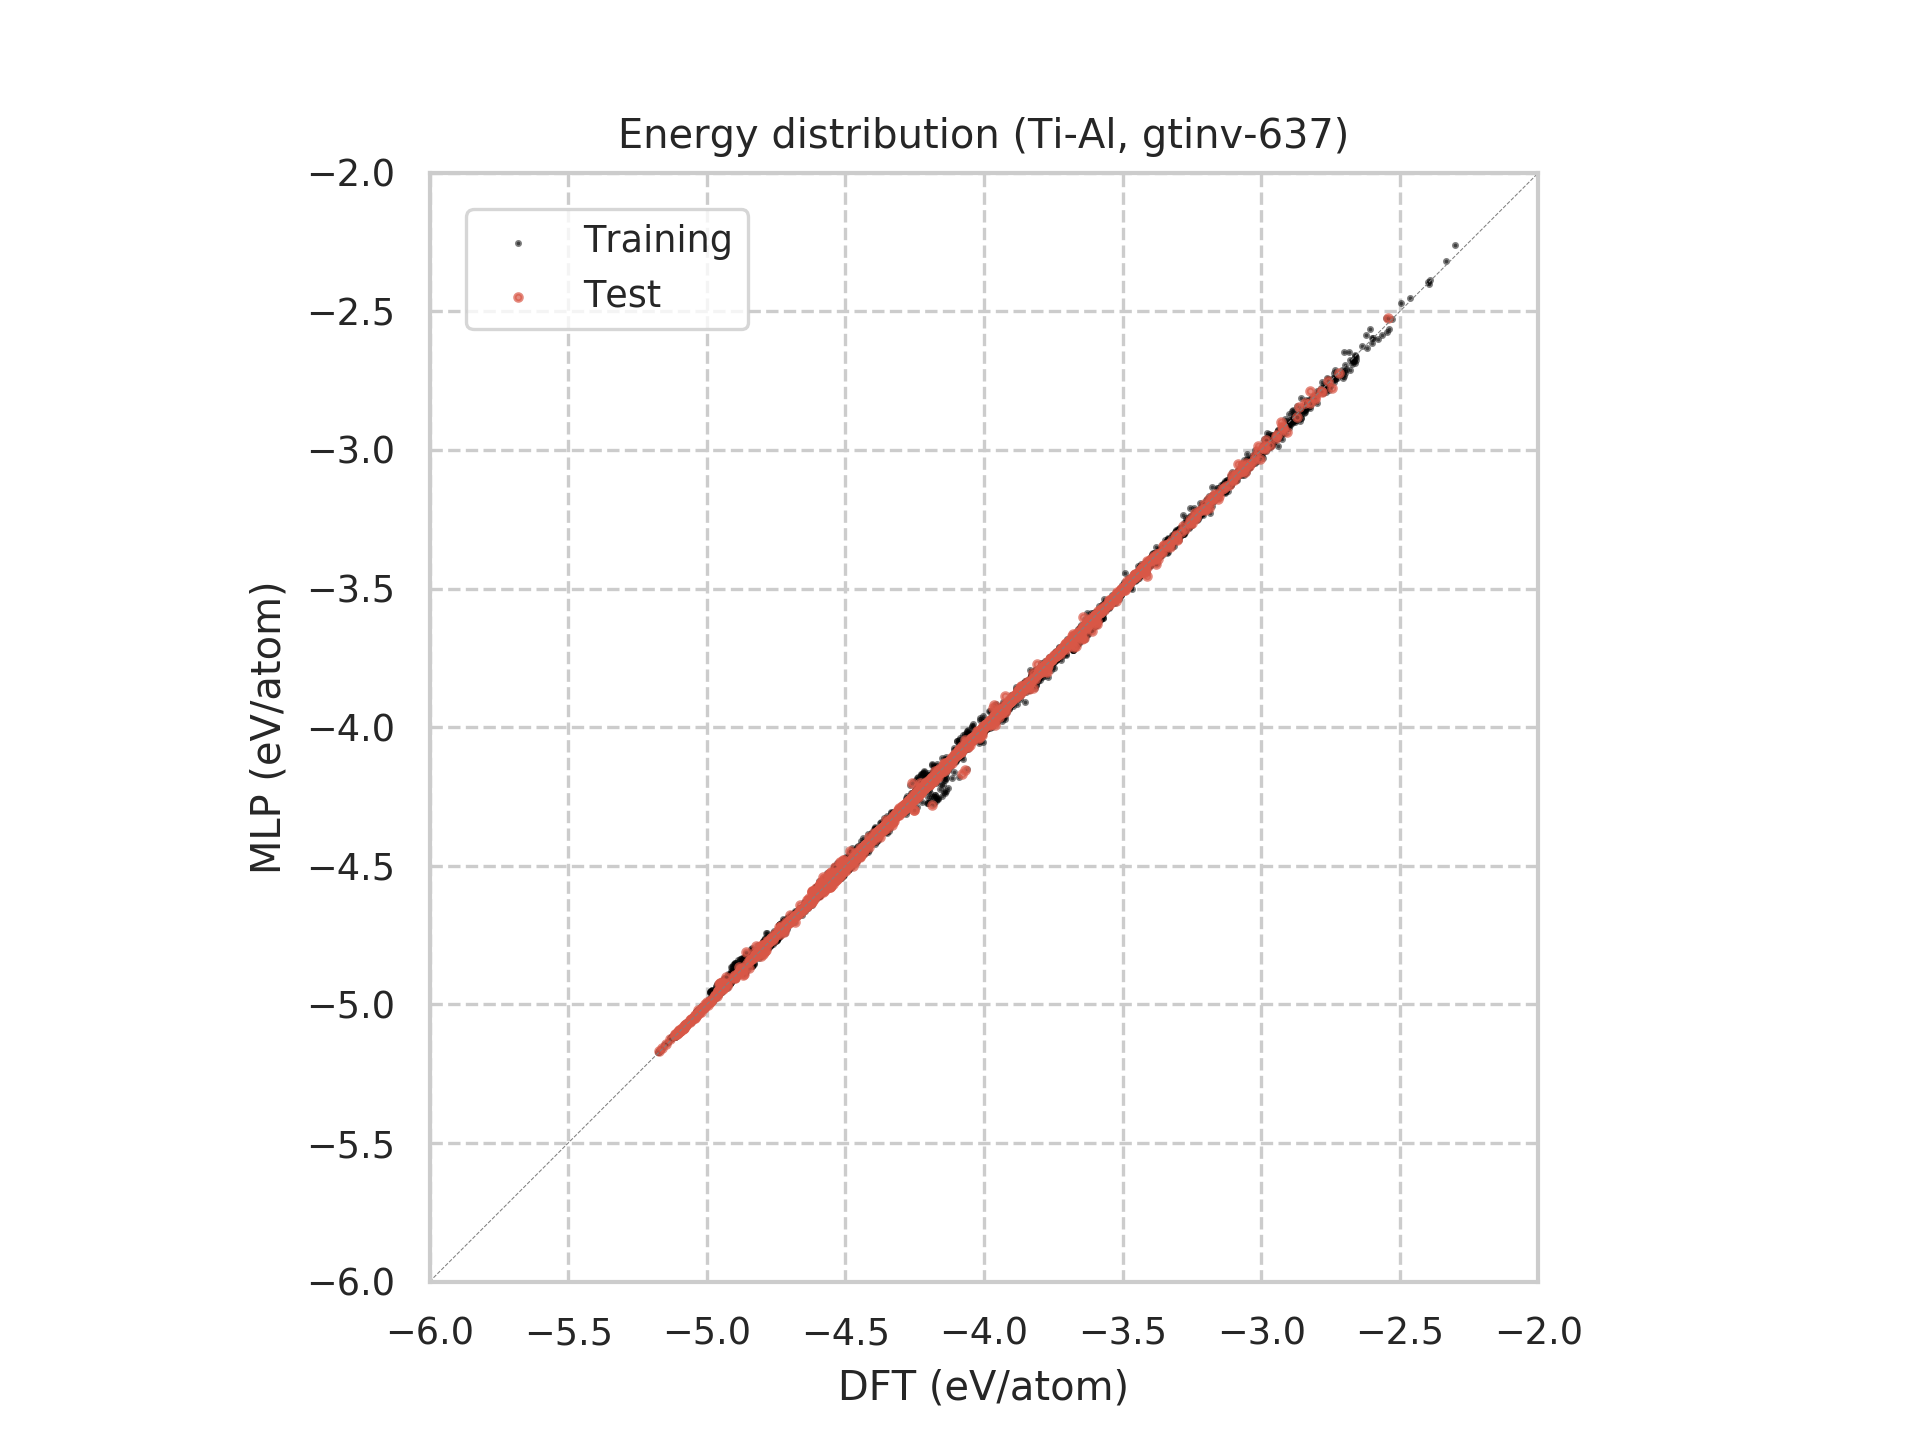 Energy distribution (Ti-Al, gtinv-637)
−2.0
−2.5
−3.0
−3.5
−4.0
−4.5
−5.0
−5.5
−6.0
Training
Test
MLP (eV/atom)
−6.0 −5.5 −5.0 −4.5 −4.0 −3.5 −3.0 −2.5 −2.0
DFT (eV/atom)